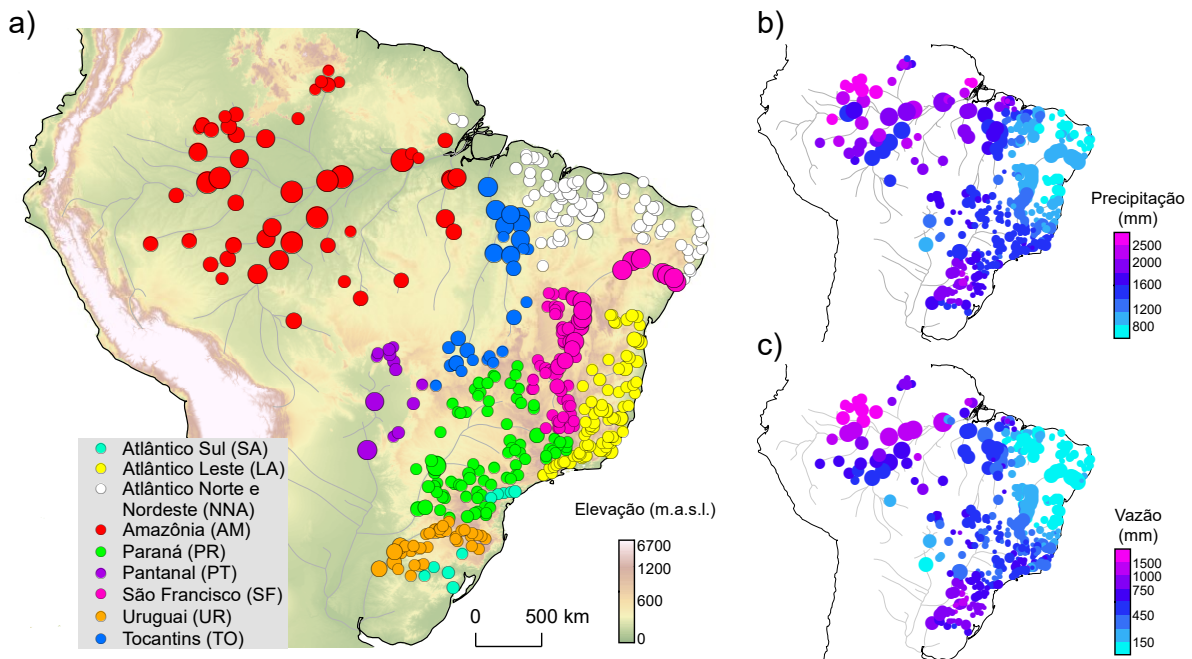 a)
Atlântico Sul (SA)
Atlântico Leste (LA)
Atlântico Norte e
Nordeste (NNA)
Amazônia (AM)
Paraná (PR)
Pantanal (PT)
São Francisco (SF)
Uruguai (UR)
Tocantins (TO)
0 500 km
Elevação (m.a.s.l.)
6700
1200
600
0
b)
Precipitação
(mm)
2500
1600
1200
800
c)
Vazão
(mm)
1500
1000
750
450
150